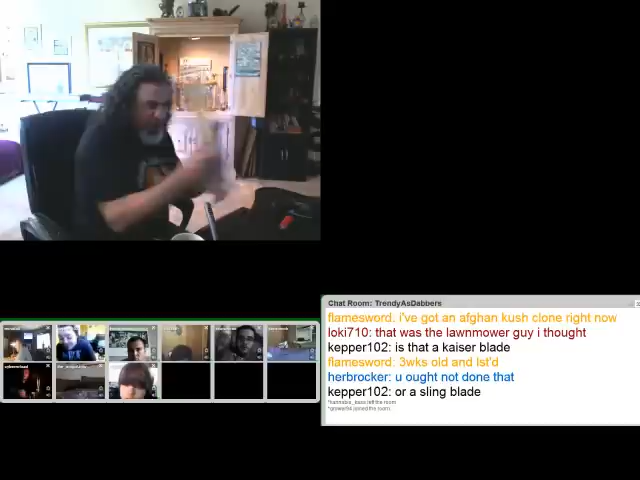 Chat Room: TrendyAsDabbers
flamesword: i've got an afghan kush clone right now
loki710: that was the lawnmower guy i thought
kepper102: is that a kaiser blade
flamesword: 3wks old and lst'd
herbrocker: u ought not done that
kepper102: or a sling blade